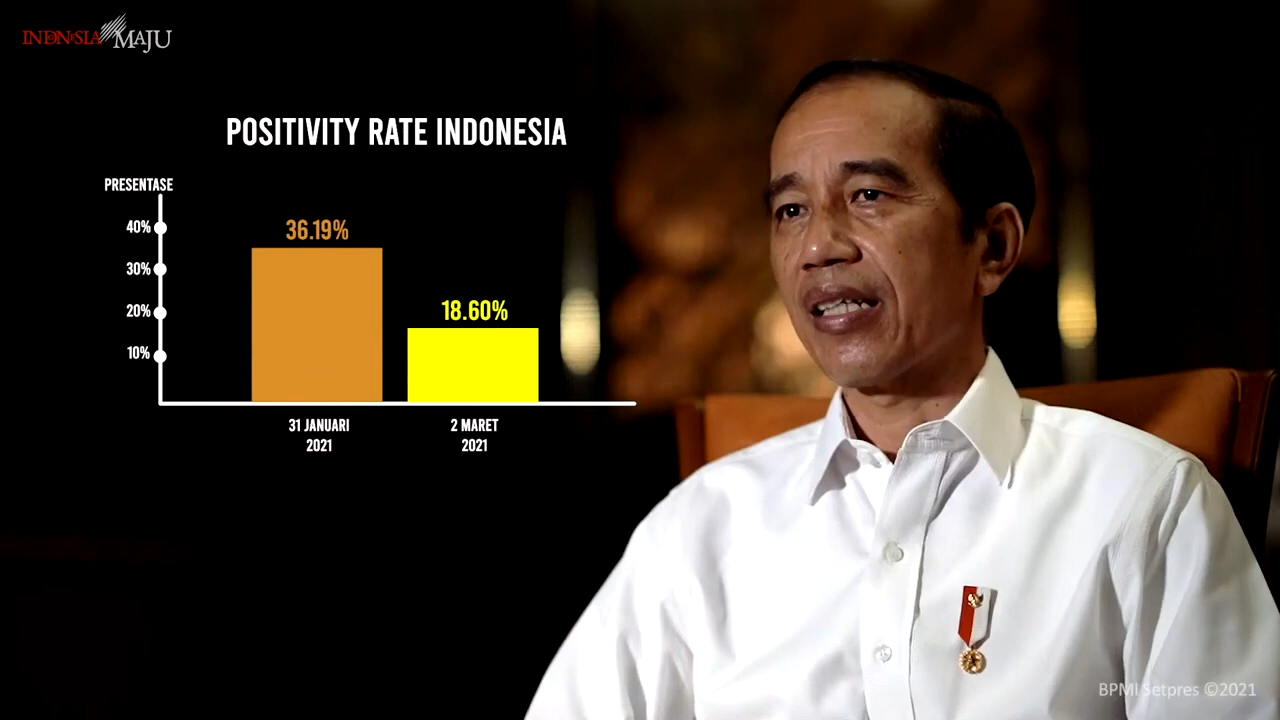 INDONESIA MAJU
POSITIVITY RATE INDONESIA
PRESENTASE
40%
30%
20%
10%
36.19%
18.60%
31 JANUARI
2021
2 MARET
2021
BPMI Setpres ©2021